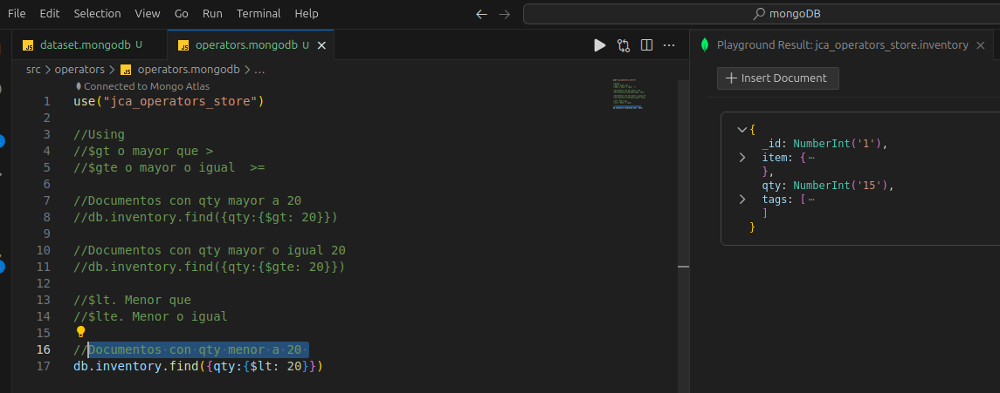 File Edit Selection View Go Run Terminal Help mongoDB
JS dataset.mongodb U JS operators.mongodb U
src > operators > JS operators.mongodb > ...
Connected to Mongo Atlas
1 use("jca_operators_store")
2
3 //Using
4 //$gt o mayor que >
5 //$gte o mayor o igual  >=
6
7 //Documentos con qty mayor a 20
8 //db.inventory.find({qty:{$gt: 20}})
9
10 //Documentos con qty mayor o igual 20
11 //db.inventory.find({qty:{$gte: 20}})
12
13 //$lt. Menor que
14 //$lte. Menor o igual
15
16 //Documentos con qty menor a 20
17 db.inventory.find({qty:{$lt: 20}})
Playground Result: jca_operators_store.inventory
+ Insert Document
{
_id: NumberInt('1'),
item: { ...
},
qty: NumberInt('15'),
tags: [ ...
]
}